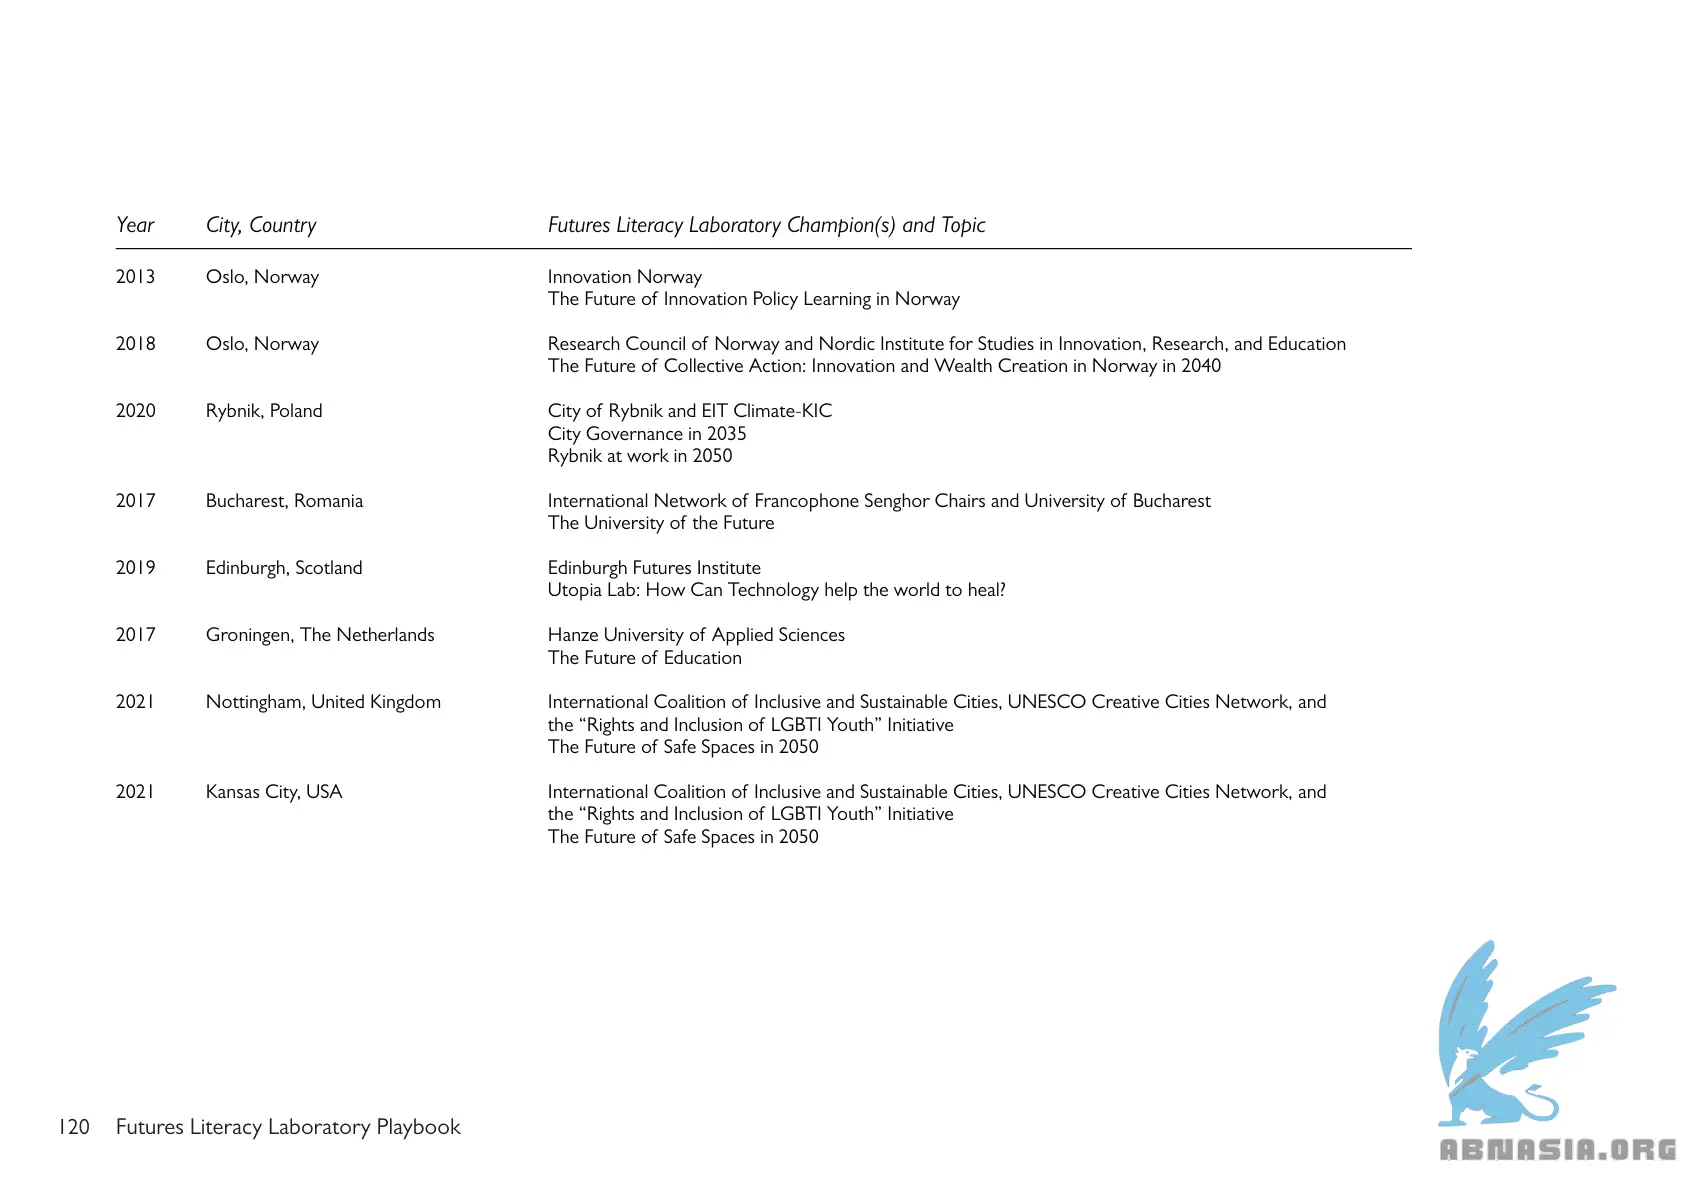 Year City, Country Futures Literacy Laboratory Champion(s) and Topic
2013 Oslo, Norway Innovation Norway
The Future of Innovation Policy Learning in Norway
2018 Oslo, Norway Research Council of Norway and Nordic Institute for Studies in Innovation, Research, and Education
The Future of Collective Action: Innovation and Wealth Creation in Norway in 2040
2020 Rybnik, Poland City of Rybnik and EIT Climate-KIC
City Governance in 2035
Rybnik at work in 2050
2017 Bucharest, Romania International Network of Francophone Senghor Chairs and University of Bucharest
The University of the Future
2019 Edinburgh, Scotland Edinburgh Futures Institute
Utopia Lab: How Can Technology help the world to heal?
2017 Groningen, The Netherlands Hanze University of Applied Sciences
The Future of Education
2021 Nottingham, United Kingdom International Coalition of Inclusive and Sustainable Cities, UNESCO Creative Cities Network, and
the “Rights and Inclusion of LGBTI Youth” Initiative
The Future of Safe Spaces in 2050
2021 Kansas City, USA International Coalition of Inclusive and Sustainable Cities, UNESCO Creative Cities Network, and
the “Rights and Inclusion of LGBTI Youth” Initiative
The Future of Safe Spaces in 2050
120 Futures Literacy Laboratory Playbook
ABNASIA.ORG